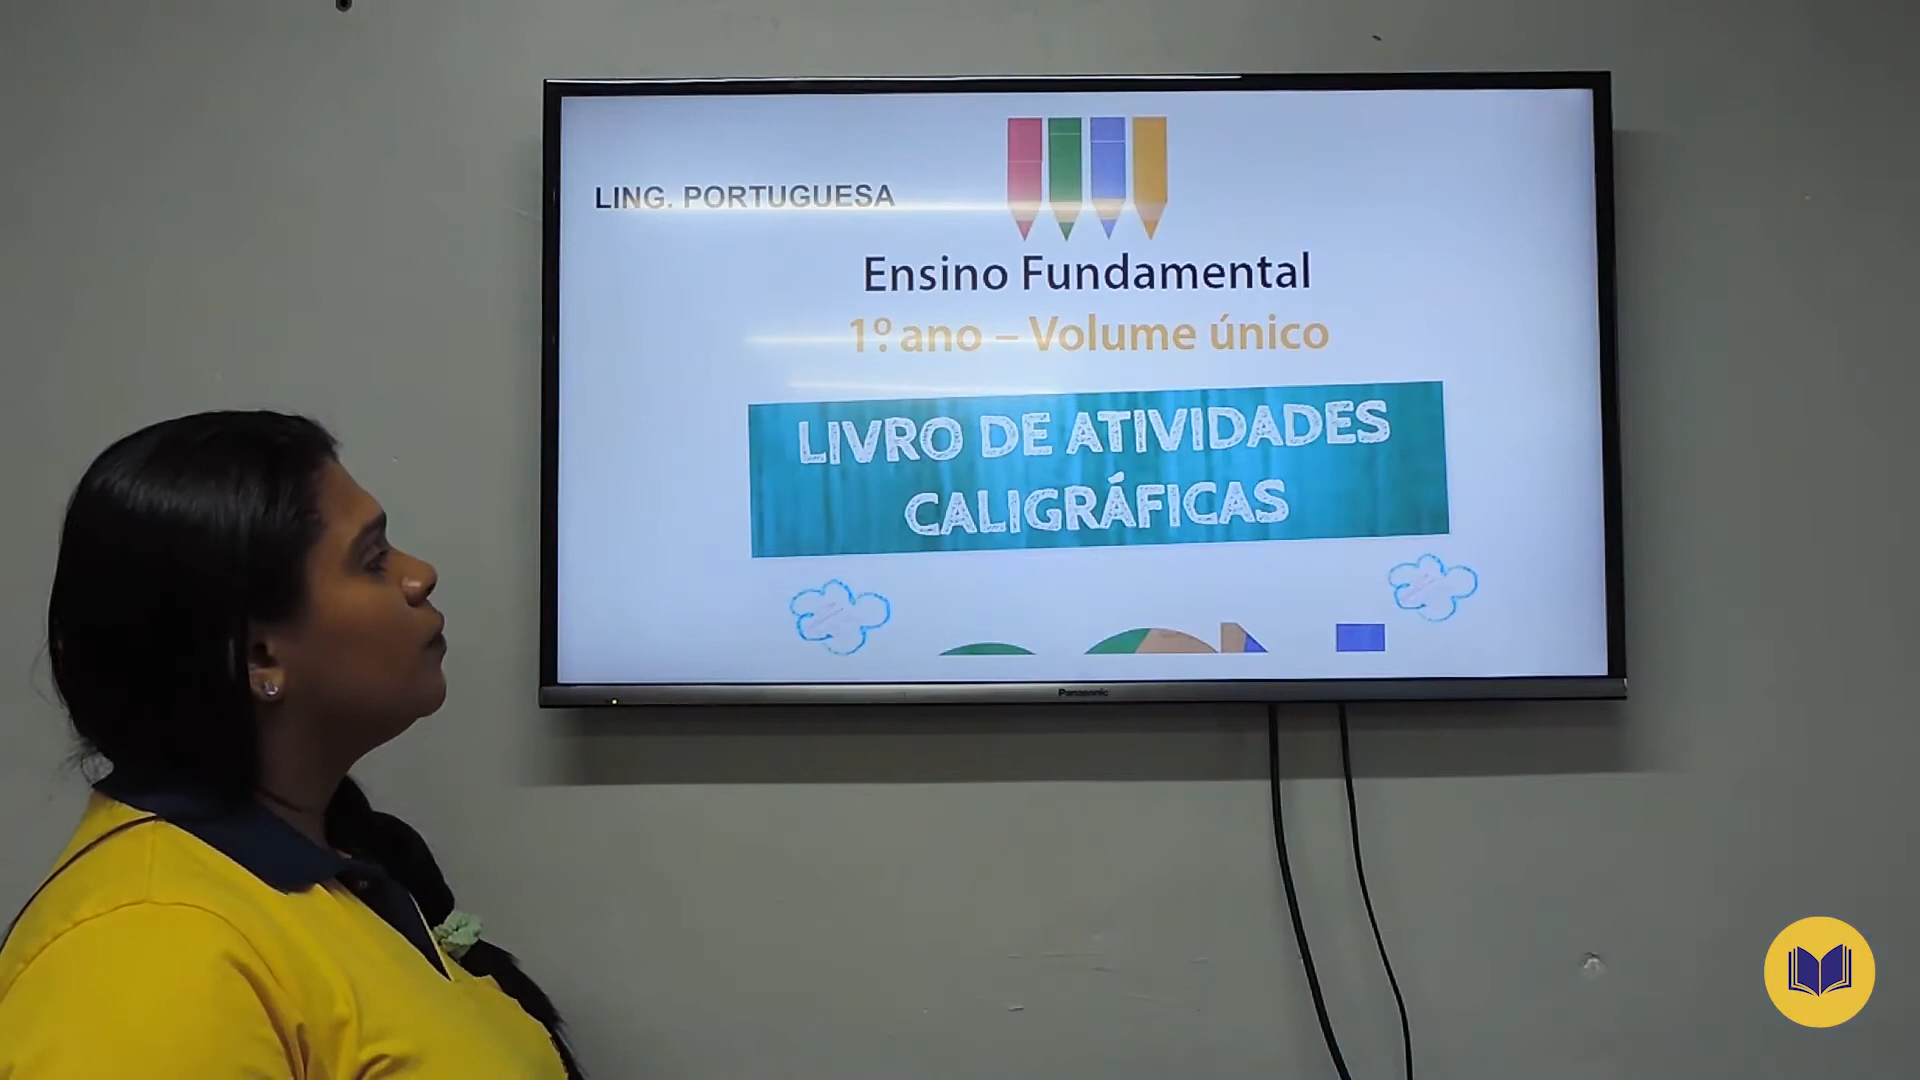 LING. PORTUGUESA
Ensino Fundamental
1º ano – Volume único
LIVRO DE ATIVIDADES
CALIGRÁFICAS
Panasonic